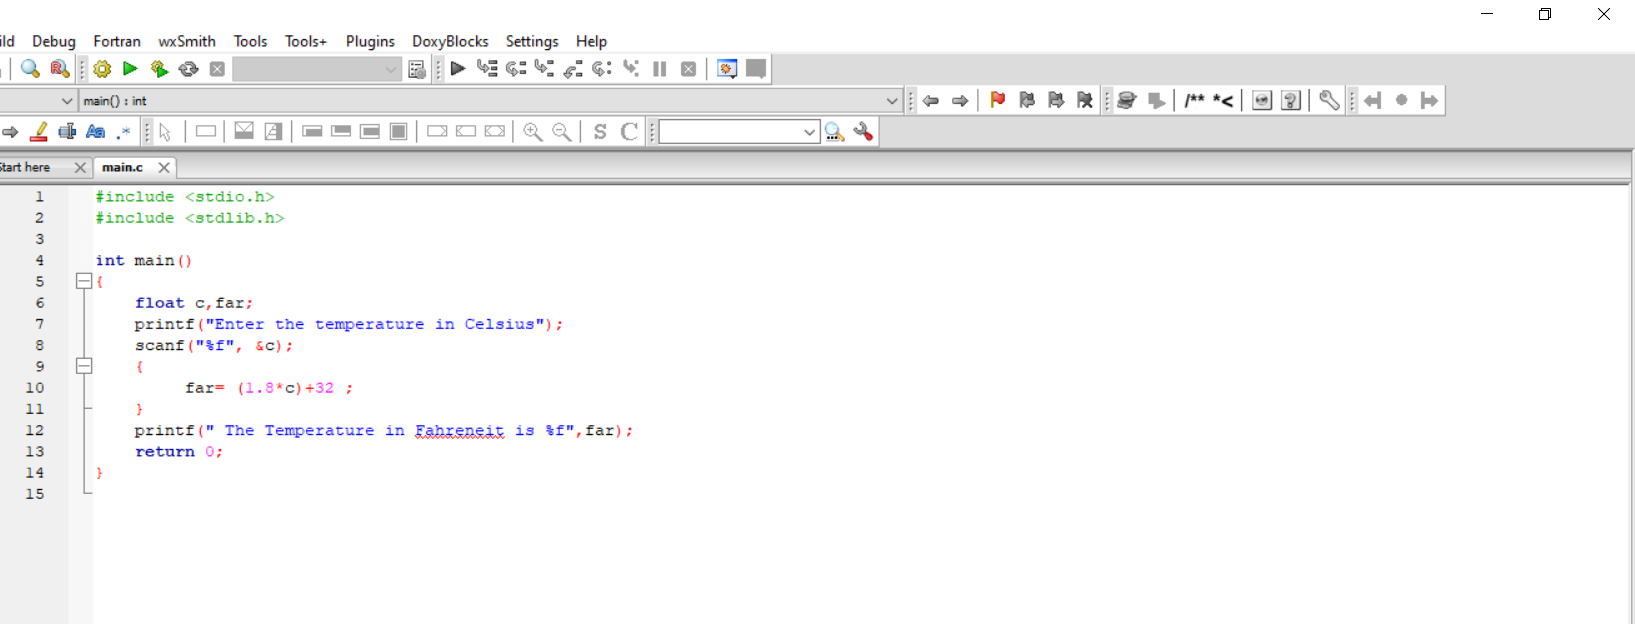 Debug Fortran wxSmith Tools Tools+ Plugins DoxyBlocks Settings Help
main() : int
/** *<
Aa .* S C
Start here main.c
1 #include <stdio.h>
2 #include <stdlib.h>
3
4 int main()
5 {
6 float c,far;
7 printf("Enter the temperature in Celsius");
8 scanf("%f", &c);
9 {
10 far= (1.8*c)+32 ;
11 }
12 printf(" The Temperature in Fahreneit is %f",far);
13 return 0;
14 }
15